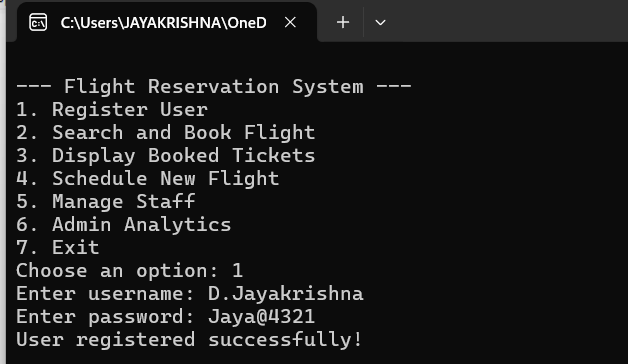 C:\Users\JAYAKRISHNA\OneD
--- Flight Reservation System ---
1. Register User
2. Search and Book Flight
3. Display Booked Tickets
4. Schedule New Flight
5. Manage Staff
6. Admin Analytics
7. Exit
Choose an option: 1
Enter username: D.Jayakrishna
Enter password: Jaya@4321
User registered successfully!